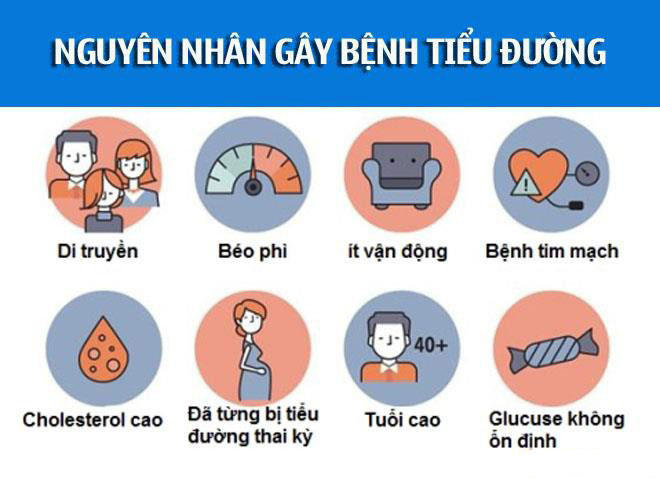 NGUYÊN NHÂN GÂY BỆNH TIỂU ĐƯỜNG
Di truyền
Béo phì
ít vận động
Bệnh tim mạch
40+
Cholesterol cao
Đã từng bị tiểu
đường thai kỳ
Tuổi cao
Glucuse không
ổn định